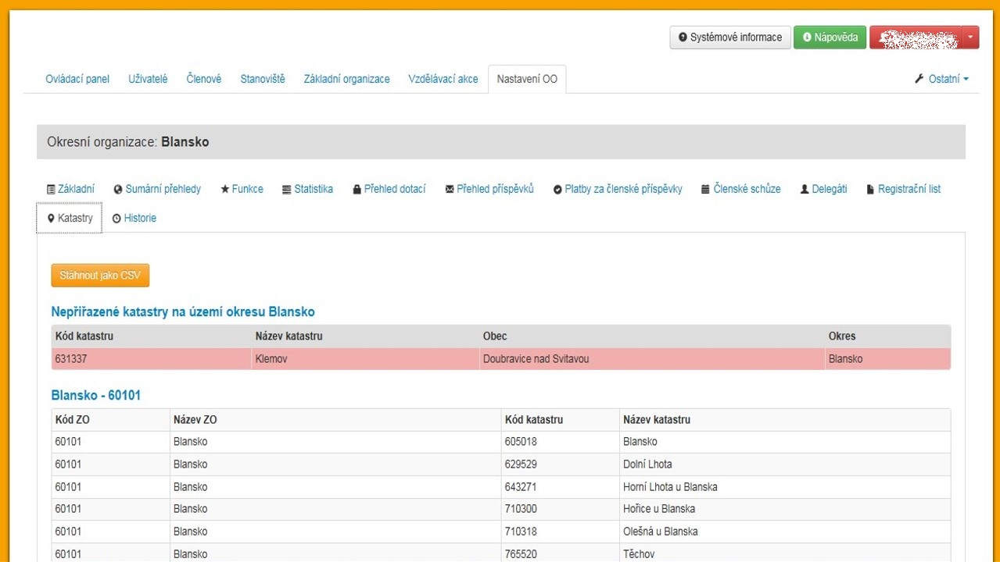 Systémové informace Nápověda
Ovládací panel Uživatelé Členové Stanoviště Základní organizace Vzdělávací akce Nastavení OO Ostatní
Okresní organizace: Blansko
Základní Sumární přehledy Funkce Statistika Přehled dotací Přehled příspěvků Platby za členské příspěvky Členské schůze Delegáti Registrační list
Katastry Historie
Stáhnout jako CSV
Nepřiřazené katastry na území okresu Blansko
Kód katastru Název katastru Obec Okres
631337 Klemov Doubravice nad Svitavou Blansko
Blansko - 60101
Kód ZO Název ZO Kód katastru Název katastru
60101 Blansko 605018 Blansko
60101 Blansko 629529 Dolní Lhota
60101 Blansko 643271 Horní Lhota u Blanska
60101 Blansko 710300 Hořice u Blanska
60101 Blansko 710318 Olešná u Blanska
60101 Blansko 765520 Těchov